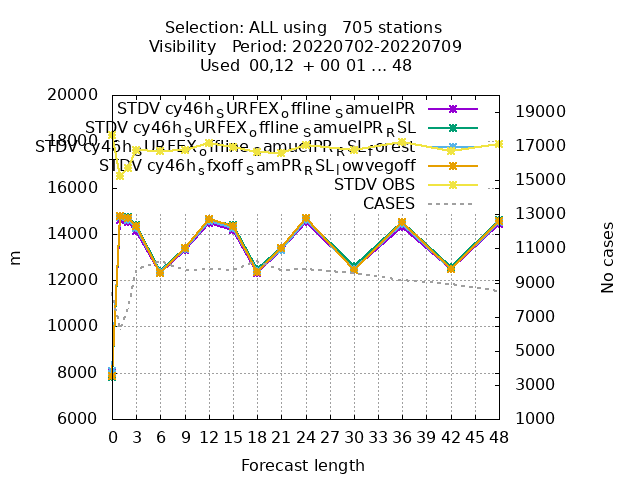 Selection: ALL using   705 stations
Visibility   Period: 20220702-20220709
Used  00,12  + 00 01 ... 48
20000
18000
16000
14000
12000
10000
8000
6000
m
STDV cy46h_SURFEX_offline_samuelPR
STDV cy46h_SURFEX_offline_samuelPR_RSL
STDV cy45h_SURFEX_offline_samuelPR_RSL_forest
STDV cy46h_sfxoff_SamPR_RSL_lowvegoff
STDV OBS
CASES
19000
17000
15000
13000
11000
9000
7000
5000
3000
1000
No cases
0 3 6 9 12 15 18 21 24 27 30 33 36 39 42 45 48
Forecast length